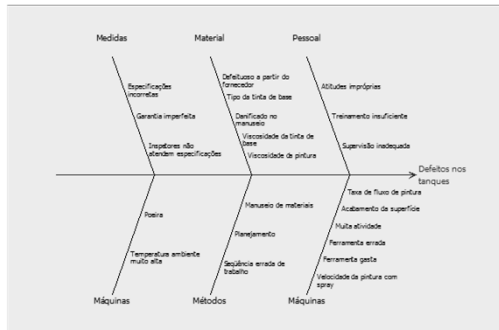 Medidas
Material
Pessoal
Especificações
incorretas
Garantia imperfeita
Inspetores não
atendem especificações
Defeituoso a partir do
fornecedor
Tipo da tinta de base
Danificado no
manuseio
Viscosidade da tinta de
base
Viscosidade da pintura
Atitudes impróprias
Treinamento insuficiente
Supervisão inadequada
Defeitos nos
tanques
Poeira
Temperatura ambiente
muito alta
Manuseio de materiais
Planejamento
Seqüência errada de
trabalho
Taxa de fluxo de pintura
Acabamento da superfície
Muita atividade
Ferramenta errada
Ferramenta gasta
Velocidade da pintura com
spray
Máquinas
Métodos
Máquinas